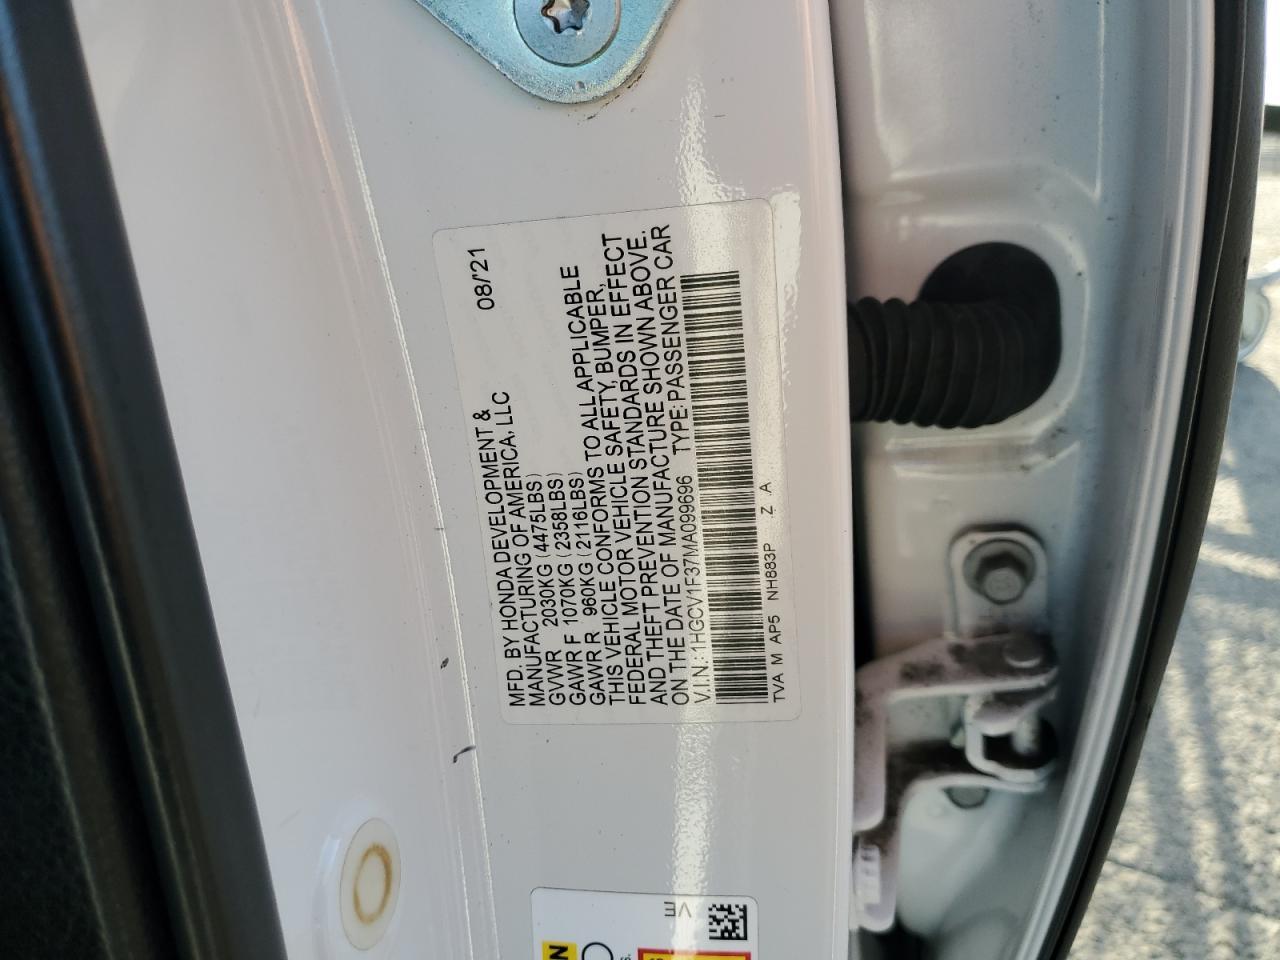 08/'21
MFD. BY HONDA DEVELOPMENT &
MANUFACTURING OF AMERICA, LLC
GVWR 2030KG (4475LBS)
GAWR F 1070KG (2358LBS)
GAWR R 960KG (2116LBS)
THIS VEHICLE CONFORMS TO ALL APPLICABLE
FEDERAL MOTOR VEHICLE SAFETY, BUMPER,
AND THEFT PREVENTION STANDARDS IN EFFECT
ON THE DATE OF MANUFACTURE SHOWN ABOVE.
V.I.N.: 1HGCV1F37MA099696 TYPE: PASSENGER CAR
TVA M AP5 NH883P Z A
VE